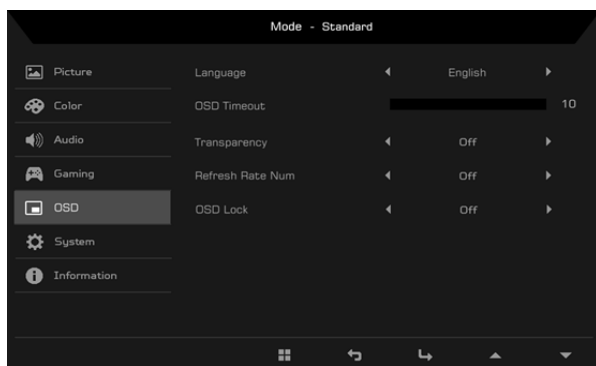 Mode - Standard
Picture
Color
Audio
Gaming
OSD
System
Information
Language English
OSD Timeout 10
Transparency Off
Refresh Rate Num Off
OSD Lock Off